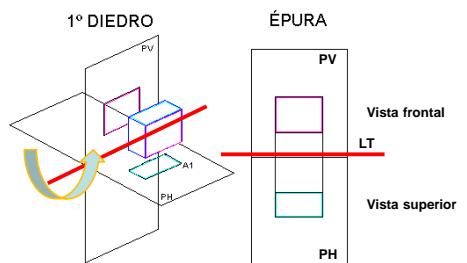 1º DIEDRO
PV
A1
PH
ÉPURA
PV
Vista frontal
LT
Vista superior
PH